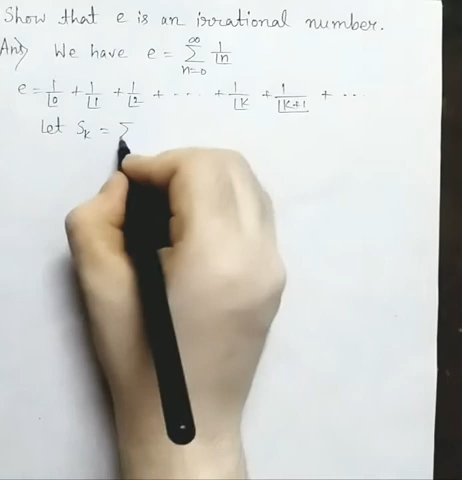 Show that e is an irrational number.
Ans) We have e = ∑_{n=0}^{∞} 1/∟n
e = 1/∟0 + 1/∟1 + 1/∟2 + ... + 1/∟K + 1/∟K+1 + ...
Let S_k = ∑